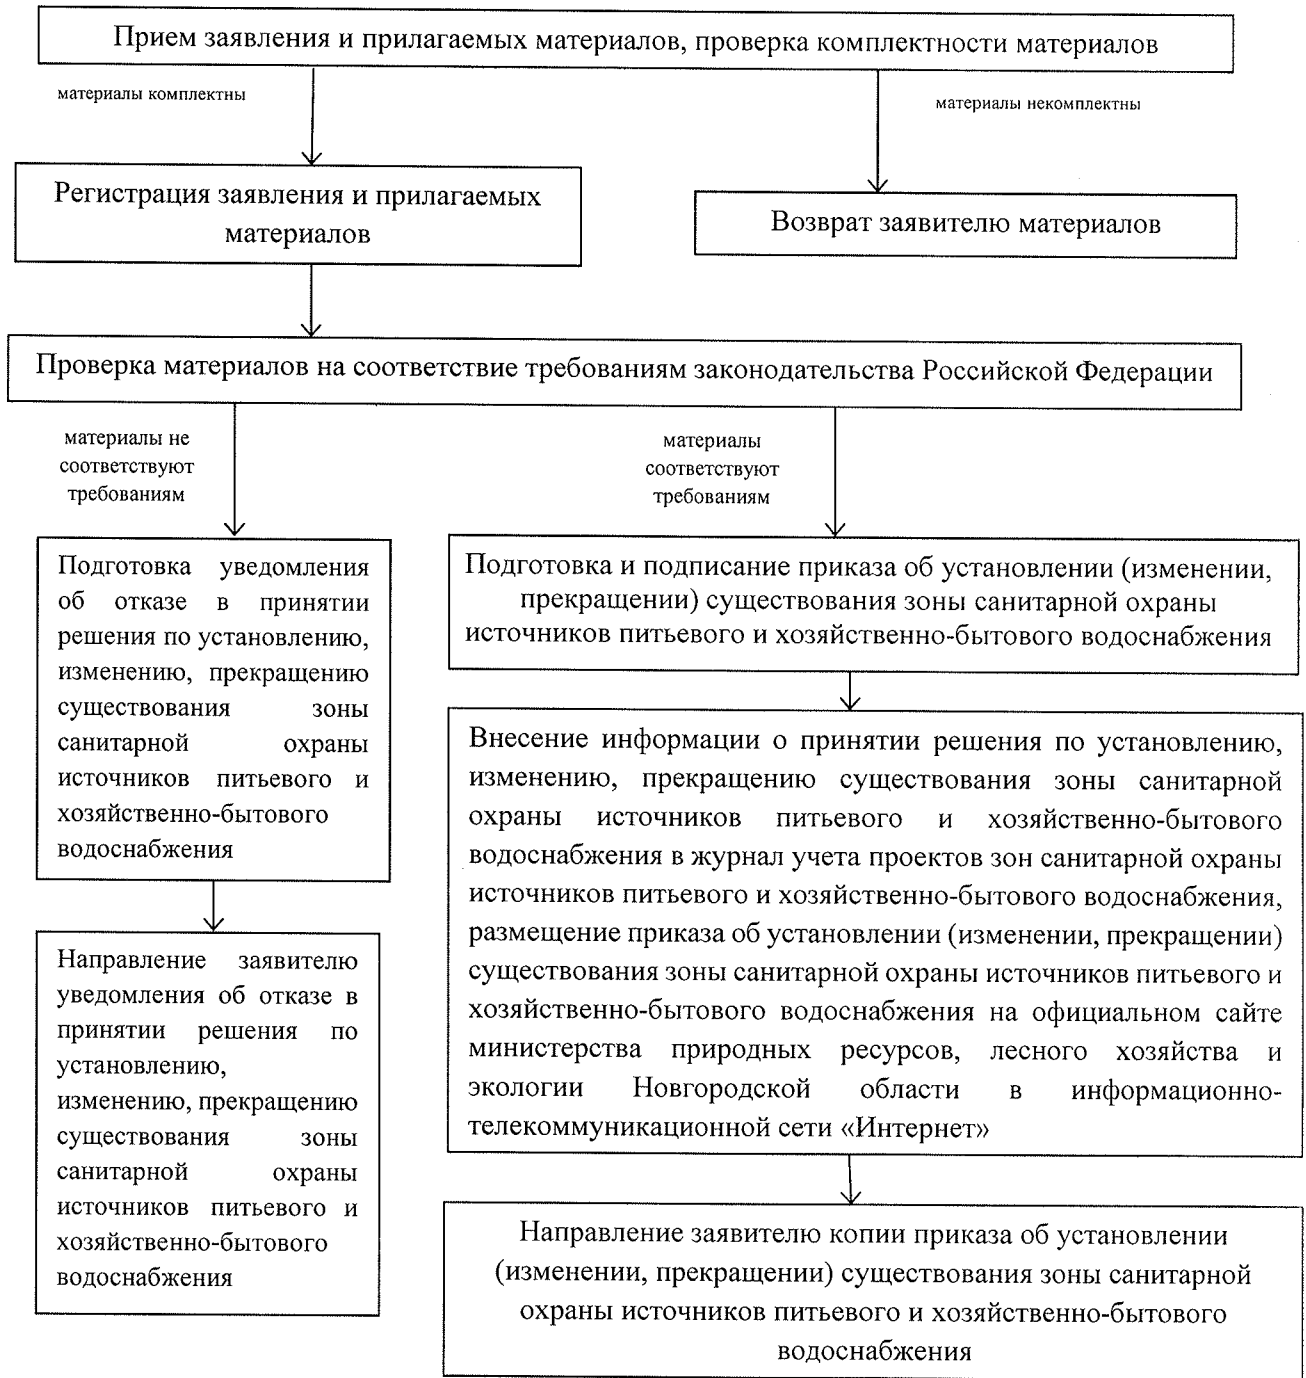 Прием заявления и прилагаемых материалов, проверка комплектности материалов
материалы комплектны
материалы некомплектны
Регистрация заявления и прилагаемых
материалов
Возврат заявителю материалов
Проверка материалов на соответствие требованиям законодательства Российской Федерации
материалы не
соответствуют
требованиям
материалы
соответствуют
требованиям
Подготовка уведомления
об отказе в принятии
решения по установлению,
изменению, прекращению
существования зоны
санитарной охраны
источников питьевого и
хозяйственно-бытового
водоснабжения
Подготовка и подписание приказа об установлении (изменении,
прекращении) существования зоны санитарной охраны
источников питьевого и хозяйственно-бытового водоснабжения
Внесение информации о принятии решения по установлению,
изменению, прекращению существования зоны санитарной
охраны источников питьевого и хозяйственно-бытового
водоснабжения в журнал учета проектов зон санитарной охраны
источников питьевого и хозяйственно-бытового водоснабжения,
размещение приказа об установлении (изменении, прекращении)
существования зоны санитарной охраны источников питьевого и
хозяйственно-бытового водоснабжения на официальном сайте
министерства природных ресурсов, лесного хозяйства и
экологии Новгородской области в информационно-
телекоммуникационной сети «Интернет»
Направление заявителю
уведомления об отказе в
принятии решения по
установлению,
изменению, прекращению
существования зоны
санитарной охраны
источников питьевого и
хозяйственно-бытового
водоснабжения
Направление заявителю копии приказа об установлении
(изменении, прекращении) существования зоны санитарной
охраны источников питьевого и хозяйственно-бытового
водоснабжения